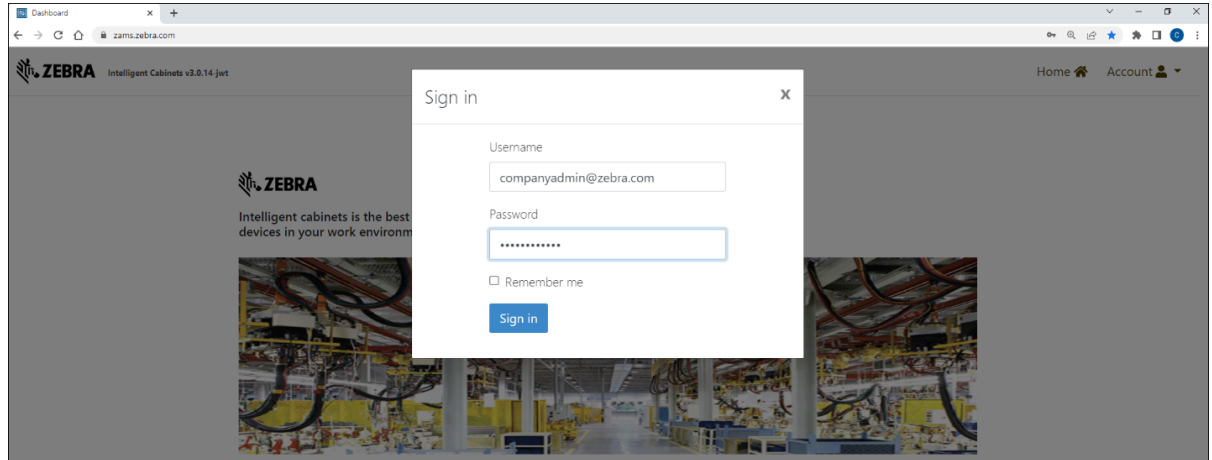 Dashboard
zams.zebra.com
ZEBRA Intelligent Cabinets v3.0.14-jwt
Home Account
Sign in x
Username
companyadmin@zebra.com
Password
••••••••••••
Remember me
Sign in
ZEBRA
Intelligent cabinets is the best
devices in your work environm
C